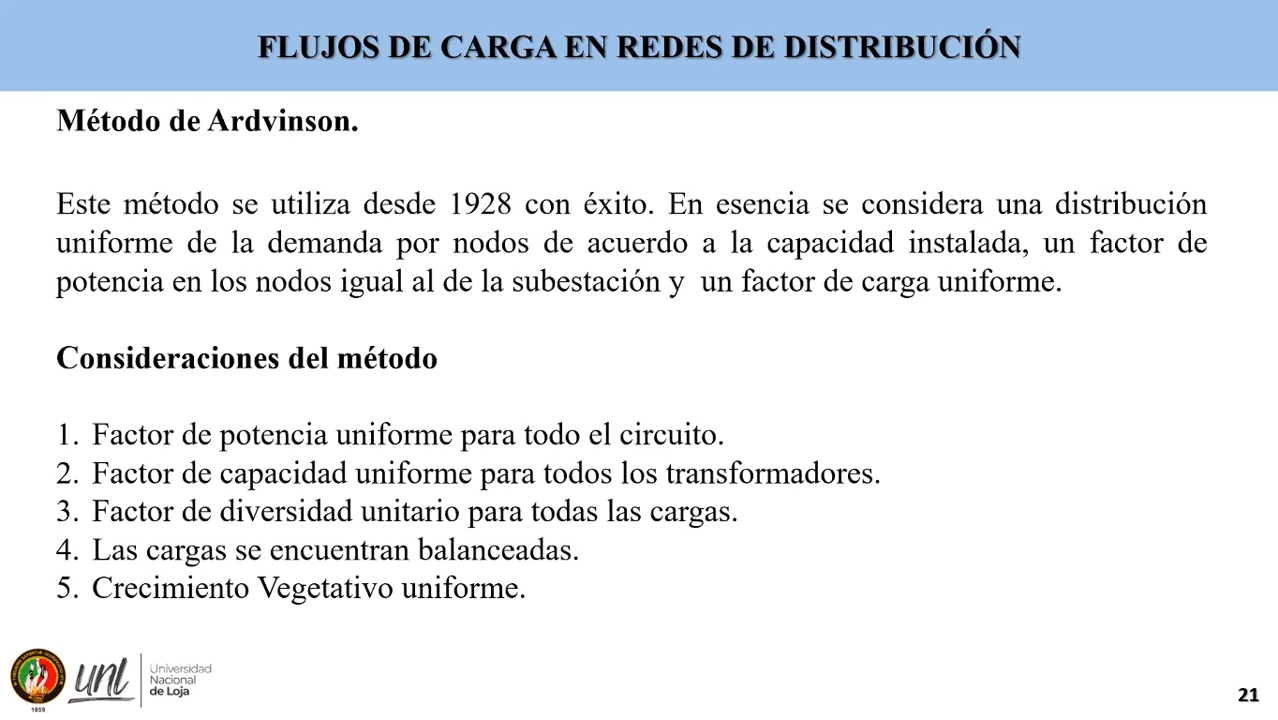 FLUJOS DE CARGA EN REDES DE DISTRIBUCIÓN
Método de Ardvinson.
Este método se utiliza desde 1928 con éxito. En esencia se considera una distribución
uniforme de la demanda por nodos de acuerdo a la capacidad instalada, un factor de
potencia en los nodos igual al de la subestación y un factor de carga uniforme.
Consideraciones del método
1. Factor de potencia uniforme para todo el circuito.
2. Factor de capacidad uniforme para todos los transformadores.
3. Factor de diversidad unitario para todas las cargas.
4. Las cargas se encuentran balanceadas.
5. Crecimiento Vegetativo uniforme.
1859
unl
Universidad
Nacional
de Loja
21